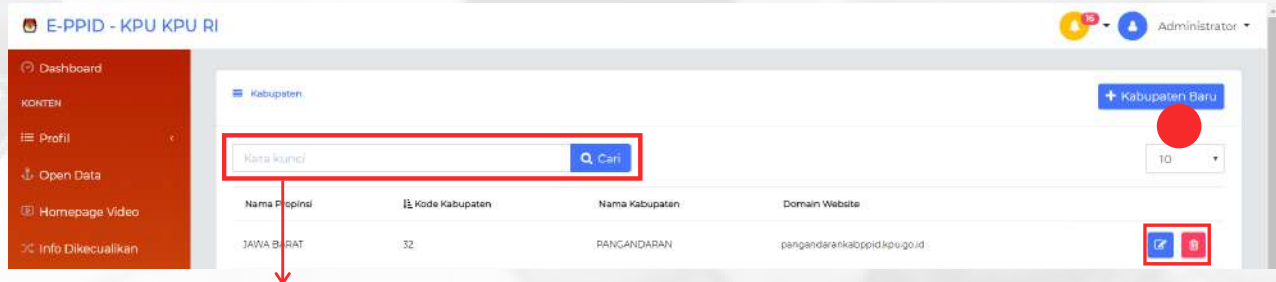 E-PPID - KPU KPU RI
16
Administrator
Dashboard
KONTEN
Profil
Open Data
Homepage Video
Info Dikecualikan
Kabupaten
+ Kabupaten Baru
Kata kunci
Cari
10
Nama Propinsi Kode Kabupaten Nama Kabupaten Domain Website
JAWA BARAT 32 PANGANDARAN pangandarankabppid.kpu.go.id